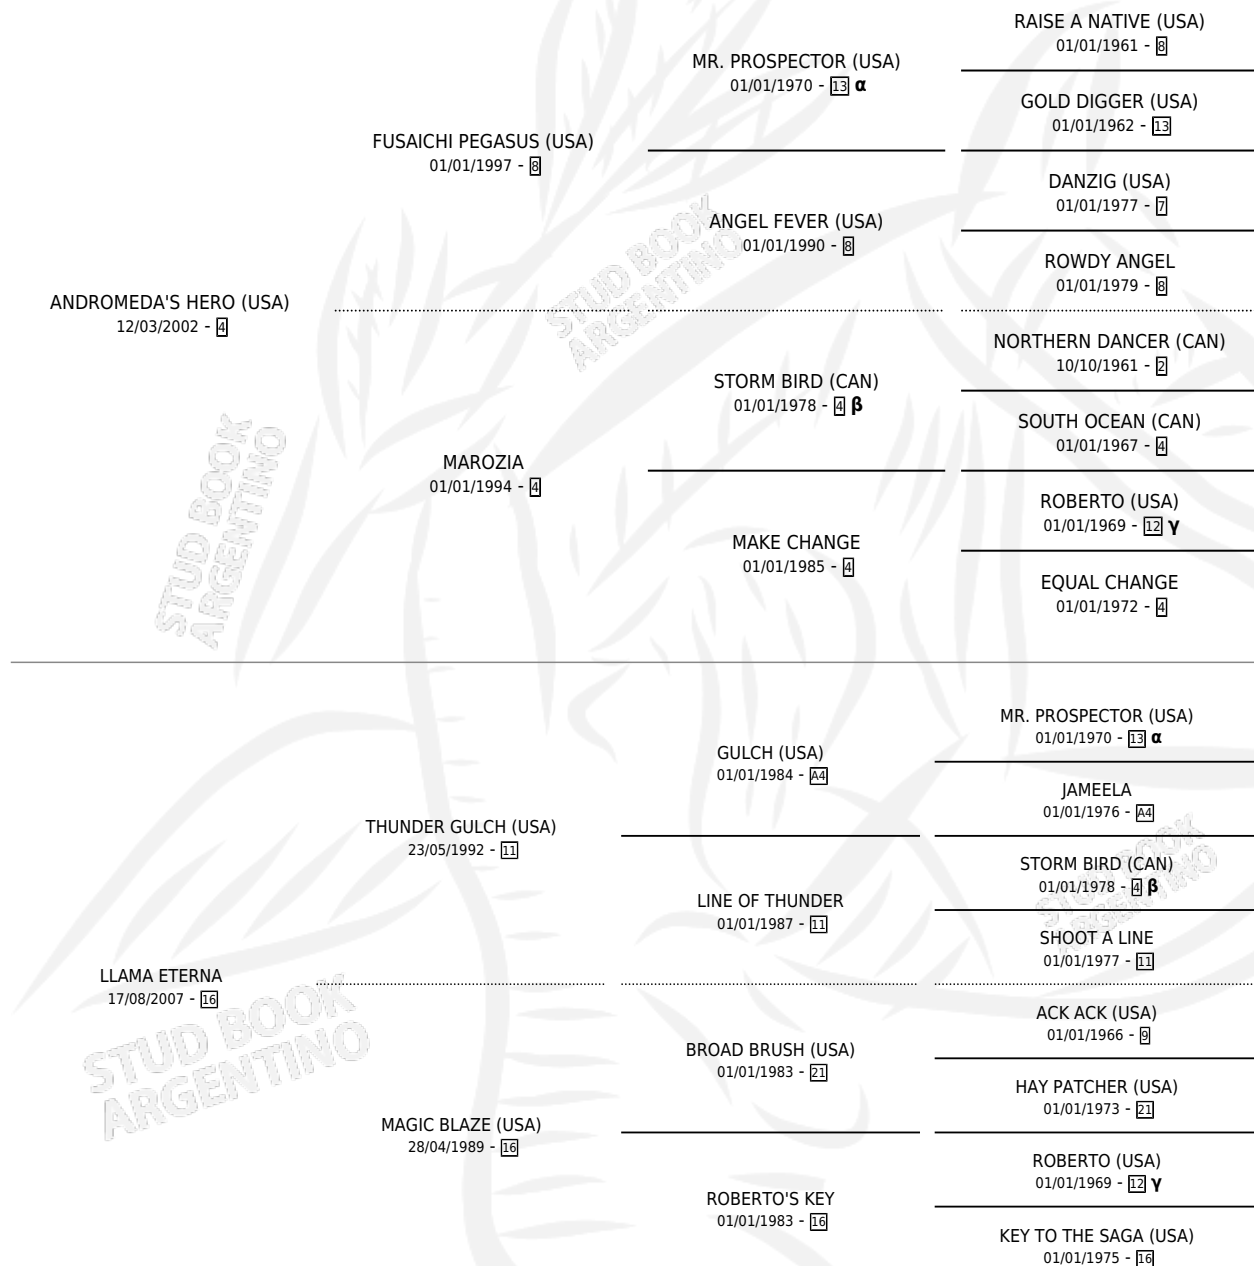 RAISE A NATIVE (USA)
01/01/1961 - 8
MR. PROSPECTOR (USA)
01/01/1970 - 13 α
GOLD DIGGER (USA)
01/01/1962 - 13
FUSAICHI PEGASUS (USA)
01/01/1997 - 8
DANZIG (USA)
01/01/1977 - 7
ANGEL FEVER (USA)
01/01/1990 - 8
ROWDY ANGEL
01/01/1979 - 8
ANDROMEDA'S HERO (USA)
12/03/2002 - 4
NORTHERN DANCER (CAN)
10/10/1961 - 2
STORM BIRD (CAN)
01/01/1978 - 4 β
SOUTH OCEAN (CAN)
01/01/1967 - 4
MAROZIA
01/01/1994 - 4
ROBERTO (USA)
01/01/1969 - 12 γ
MAKE CHANGE
01/01/1985 - 4
EQUAL CHANGE
01/01/1972 - 4
MR. PROSPECTOR (USA)
01/01/1970 - 13 α
GULCH (USA)
01/01/1984 - A4
JAMEELA
01/01/1976 - A4
THUNDER GULCH (USA)
23/05/1992 - 11
STORM BIRD (CAN)
01/01/1978 - 4 β
LINE OF THUNDER
01/01/1987 - 11
SHOOT A LINE
01/01/1977 - 11
LLAMA ETERNA
17/08/2007 - 16
ACK ACK (USA)
01/01/1966 - 9
BROAD BRUSH (USA)
01/01/1983 - 21
HAY PATCHER (USA)
01/01/1973 - 21
MAGIC BLAZE (USA)
28/04/1989 - 16
ROBERTO (USA)
01/01/1969 - 12 γ
ROBERTO'S KEY
01/01/1983 - 16
KEY TO THE SAGA (USA)
01/01/1975 - 16
STUD BOOK
ARGENTINO
STUD BOOK
ARGENTINO
STUD BOOK
ARGENTINO
STUD BOOK
ARGENTINO